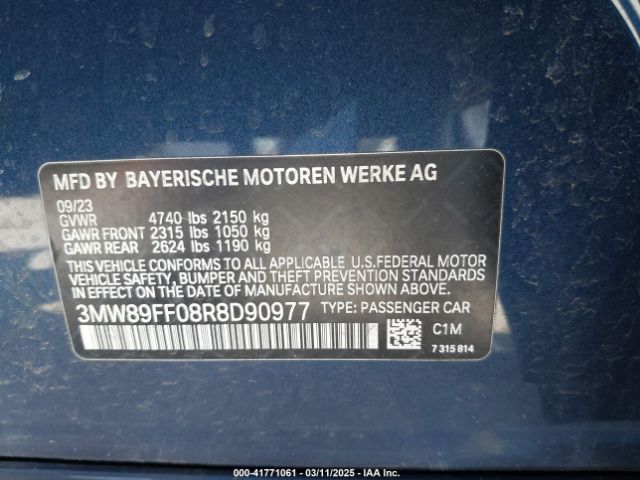 MFD BY BAYERISCHE MOTOREN WERKE AG
09/23
GVWR 4740 lbs 2150 kg
GAWR FRONT 2315 lbs 1050 kg
GAWR REAR 2624 lbs 1190 kg
THIS VEHICLE CONFORMS TO ALL APPLICABLE U.S.FEDERAL MOTOR
VEHICLE SAFETY, BUMPER AND THEFT PREVENTION STANDARDS
IN EFFECT ON THE DATE OF MANUFACTURE SHOWN ABOVE.
3MW89FF08R8D90977 TYPE: PASSENGER CAR
C1M
7 315 814
000-41771061 - 03/11/2025 - IAAI.COM